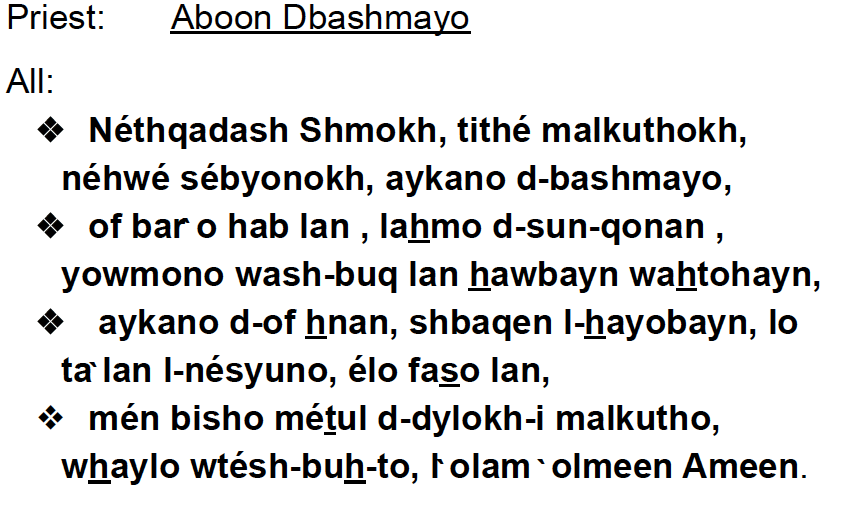 Priest: Aboon Dbashmayo
All:
❖ Néthqadash Shmokh, tithé malkuthokh,
néhwé sébyonokh, aykano d-bashmayo,
❖ of bar` o hab lan , lahmo d-sun-qonan ,
yowmono wash-buq lan hawbayn wahtohayn,
❖ aykano d-of hnan, shbaqen l-hayobayn, lo
ta`lan l-nésyuno, élo faso lan,
❖ mén bisho métul d-dylokh-i malkutho,
whaylo wtésh-buh-to, l`olam `olmeen Ameen.